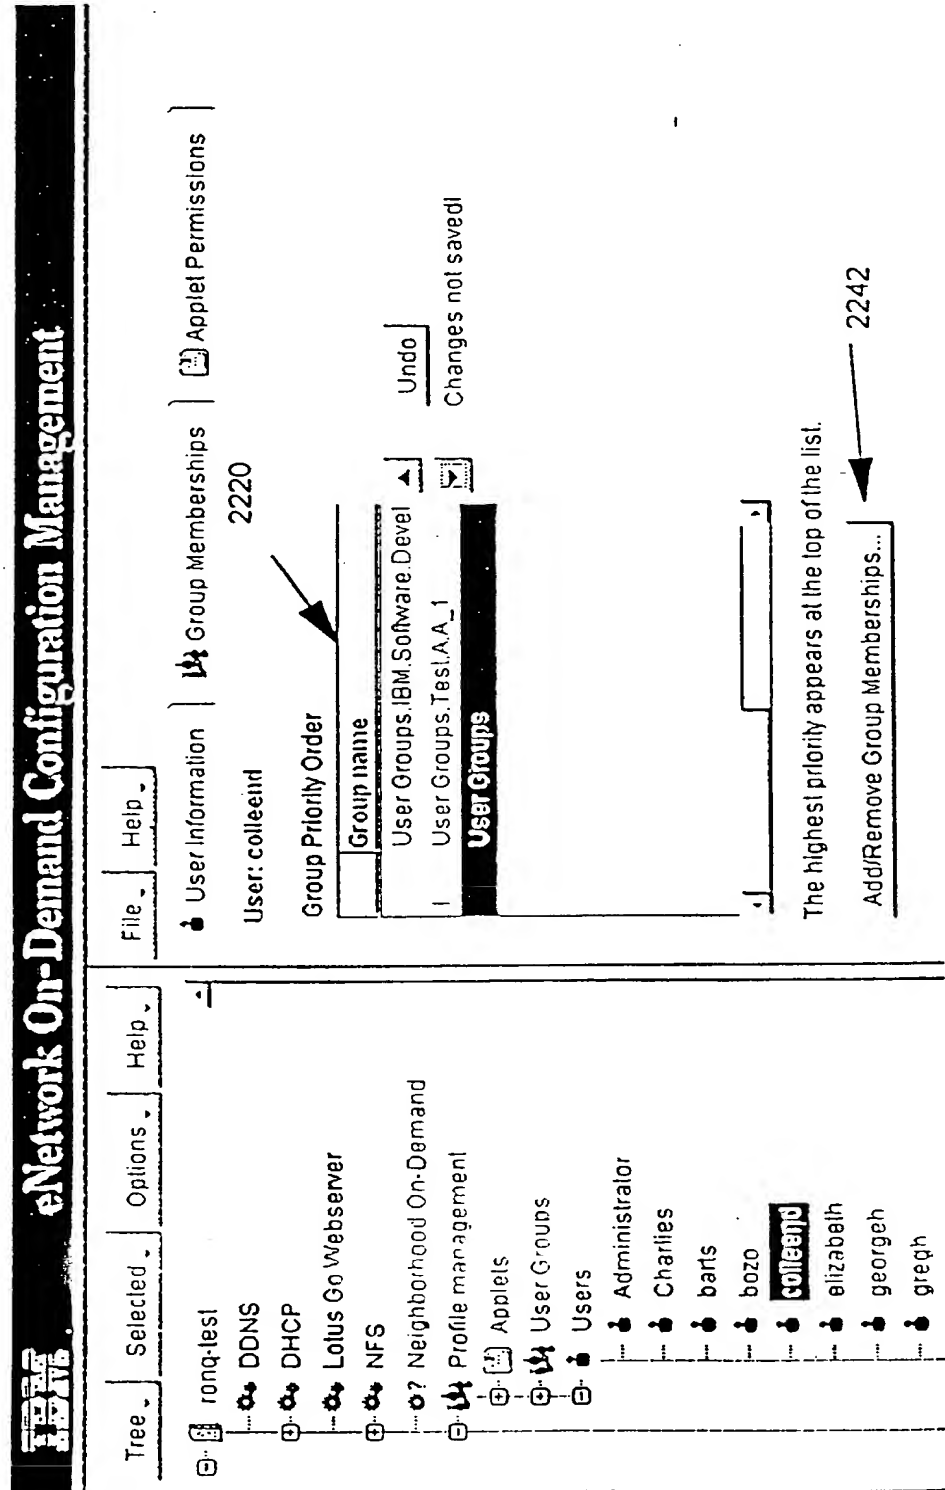 IBM eNetwork On-Demand Configuration Management
Tree Selected Options Help
ronq-test
DDNS
DHCP
Lotus Go Webserver
NFS
? Neighborhood On-Demand
Profile management
Applets
User Groups
Users
Administrator
Charlies
barts
bozo
colleend
elizabeth
georgeh
gregh
File Help
User Information Group Memberships Applet Permissions
User: colleend
2220
Group Priority Order
Group name
User Groups.IBM.Software.Devel
User Groups.Test.A.A_1
User Groups
Undo
Changes not saved!
The highest priority appears at the top of the list.
Add/Remove Group Memberships...
2242